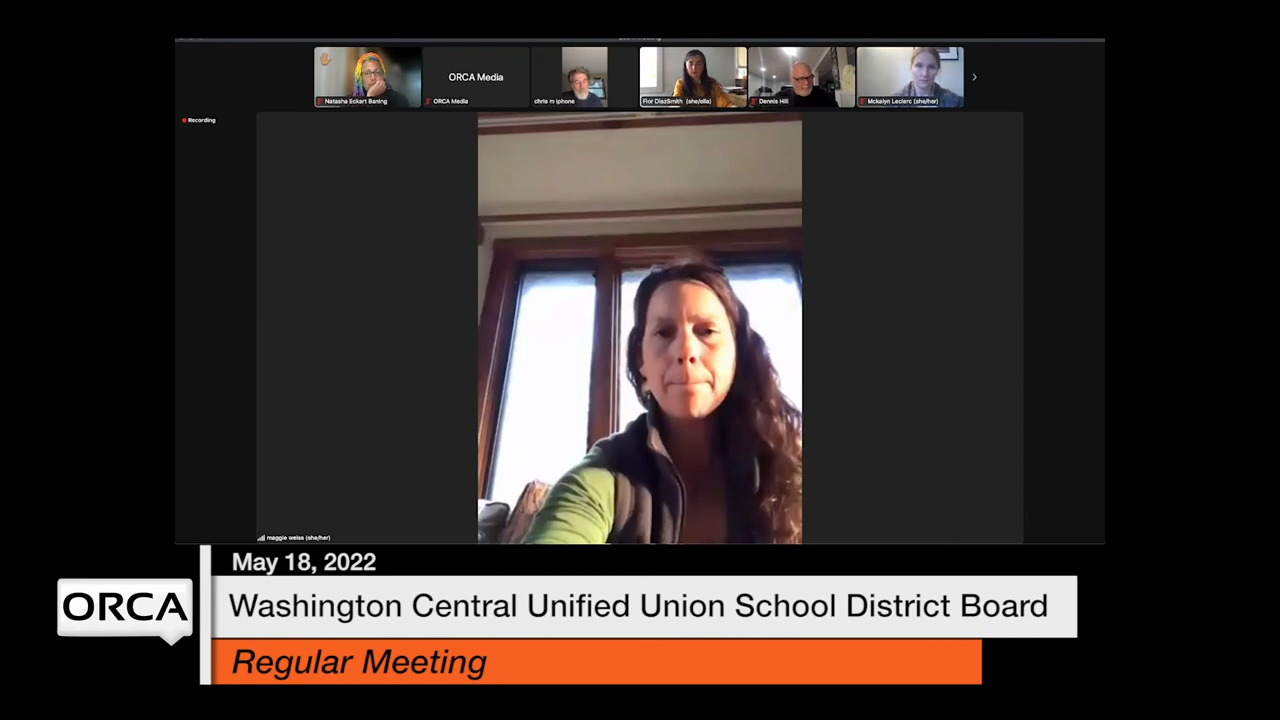 Natasha Eckart Baning
ORCA Media
ORCA Media
chris m iphone
Flor DiazSmith (she/ella)
Dennis Hill
Mckalyn Leclerc (she/her)
Recording
maggie weiss (she/her)
May 18, 2022
ORCA
Washington Central Unified Union School District Board
Regular Meeting